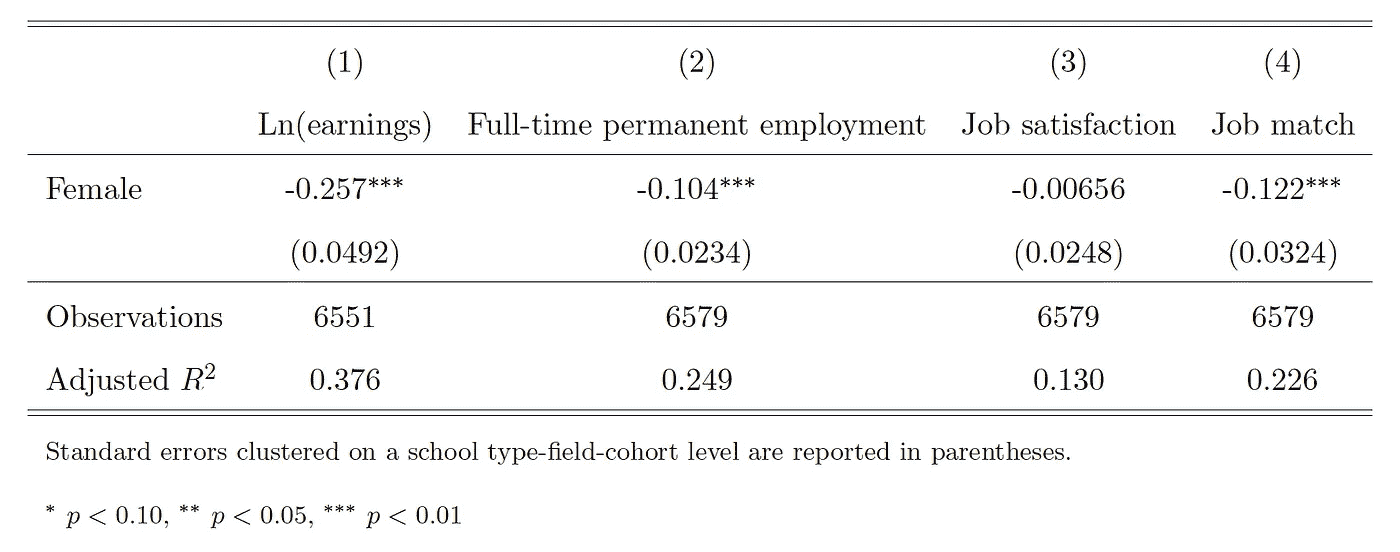 (1) (2) (3) (4)
Ln(earnings) Full-time permanent employment Job satisfaction Job match
Female -0.257*** -0.104*** -0.00656 -0.122***
(0.0492) (0.0234) (0.0248) (0.0324)
Observations 6551 6579 6579 6579
Adjusted R² 0.376 0.249 0.130 0.226
Standard errors clustered on a school type-field-cohort level are reported in parentheses.
* p < 0.10, ** p < 0.05, *** p < 0.01